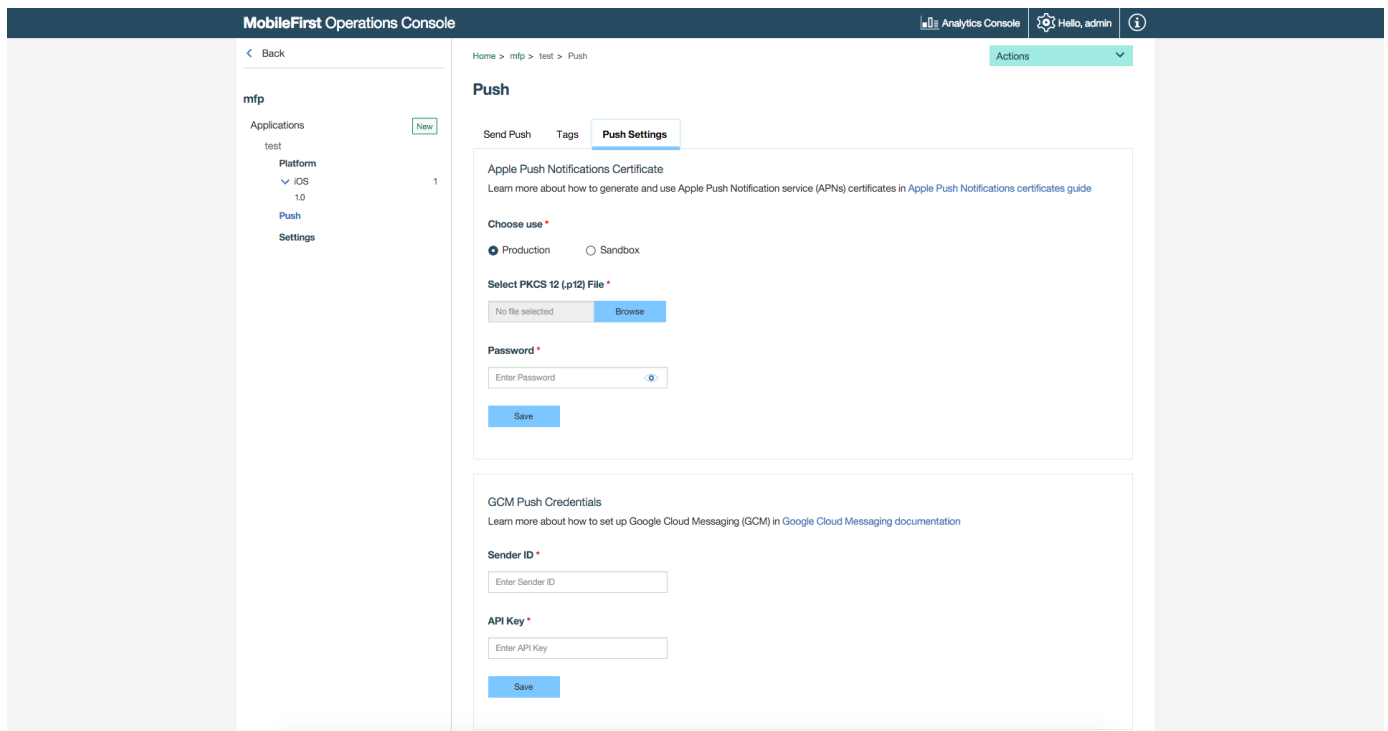 MobileFirst Operations Console
Analytics Console
Hello, admin
Back
mfp
Applications
New
test
Platform
iOS
1
1.0
Push
Settings
Home > mfp > test > Push
Actions
Push
Send Push
Tags
Push Settings
Apple Push Notifications Certificate
Learn more about how to generate and use Apple Push Notification service (APNs) certificates in Apple Push Notifications certificates guide
Choose use *
Production
Sandbox
Select PKCS 12 (.p12) File *
No file selected
Browse
Password *
Enter Password
Save
GCM Push Credentials
Learn more about how to set up Google Cloud Messaging (GCM) in Google Cloud Messaging documentation
Sender ID *
Enter Sender ID
API Key *
Enter API Key
Save